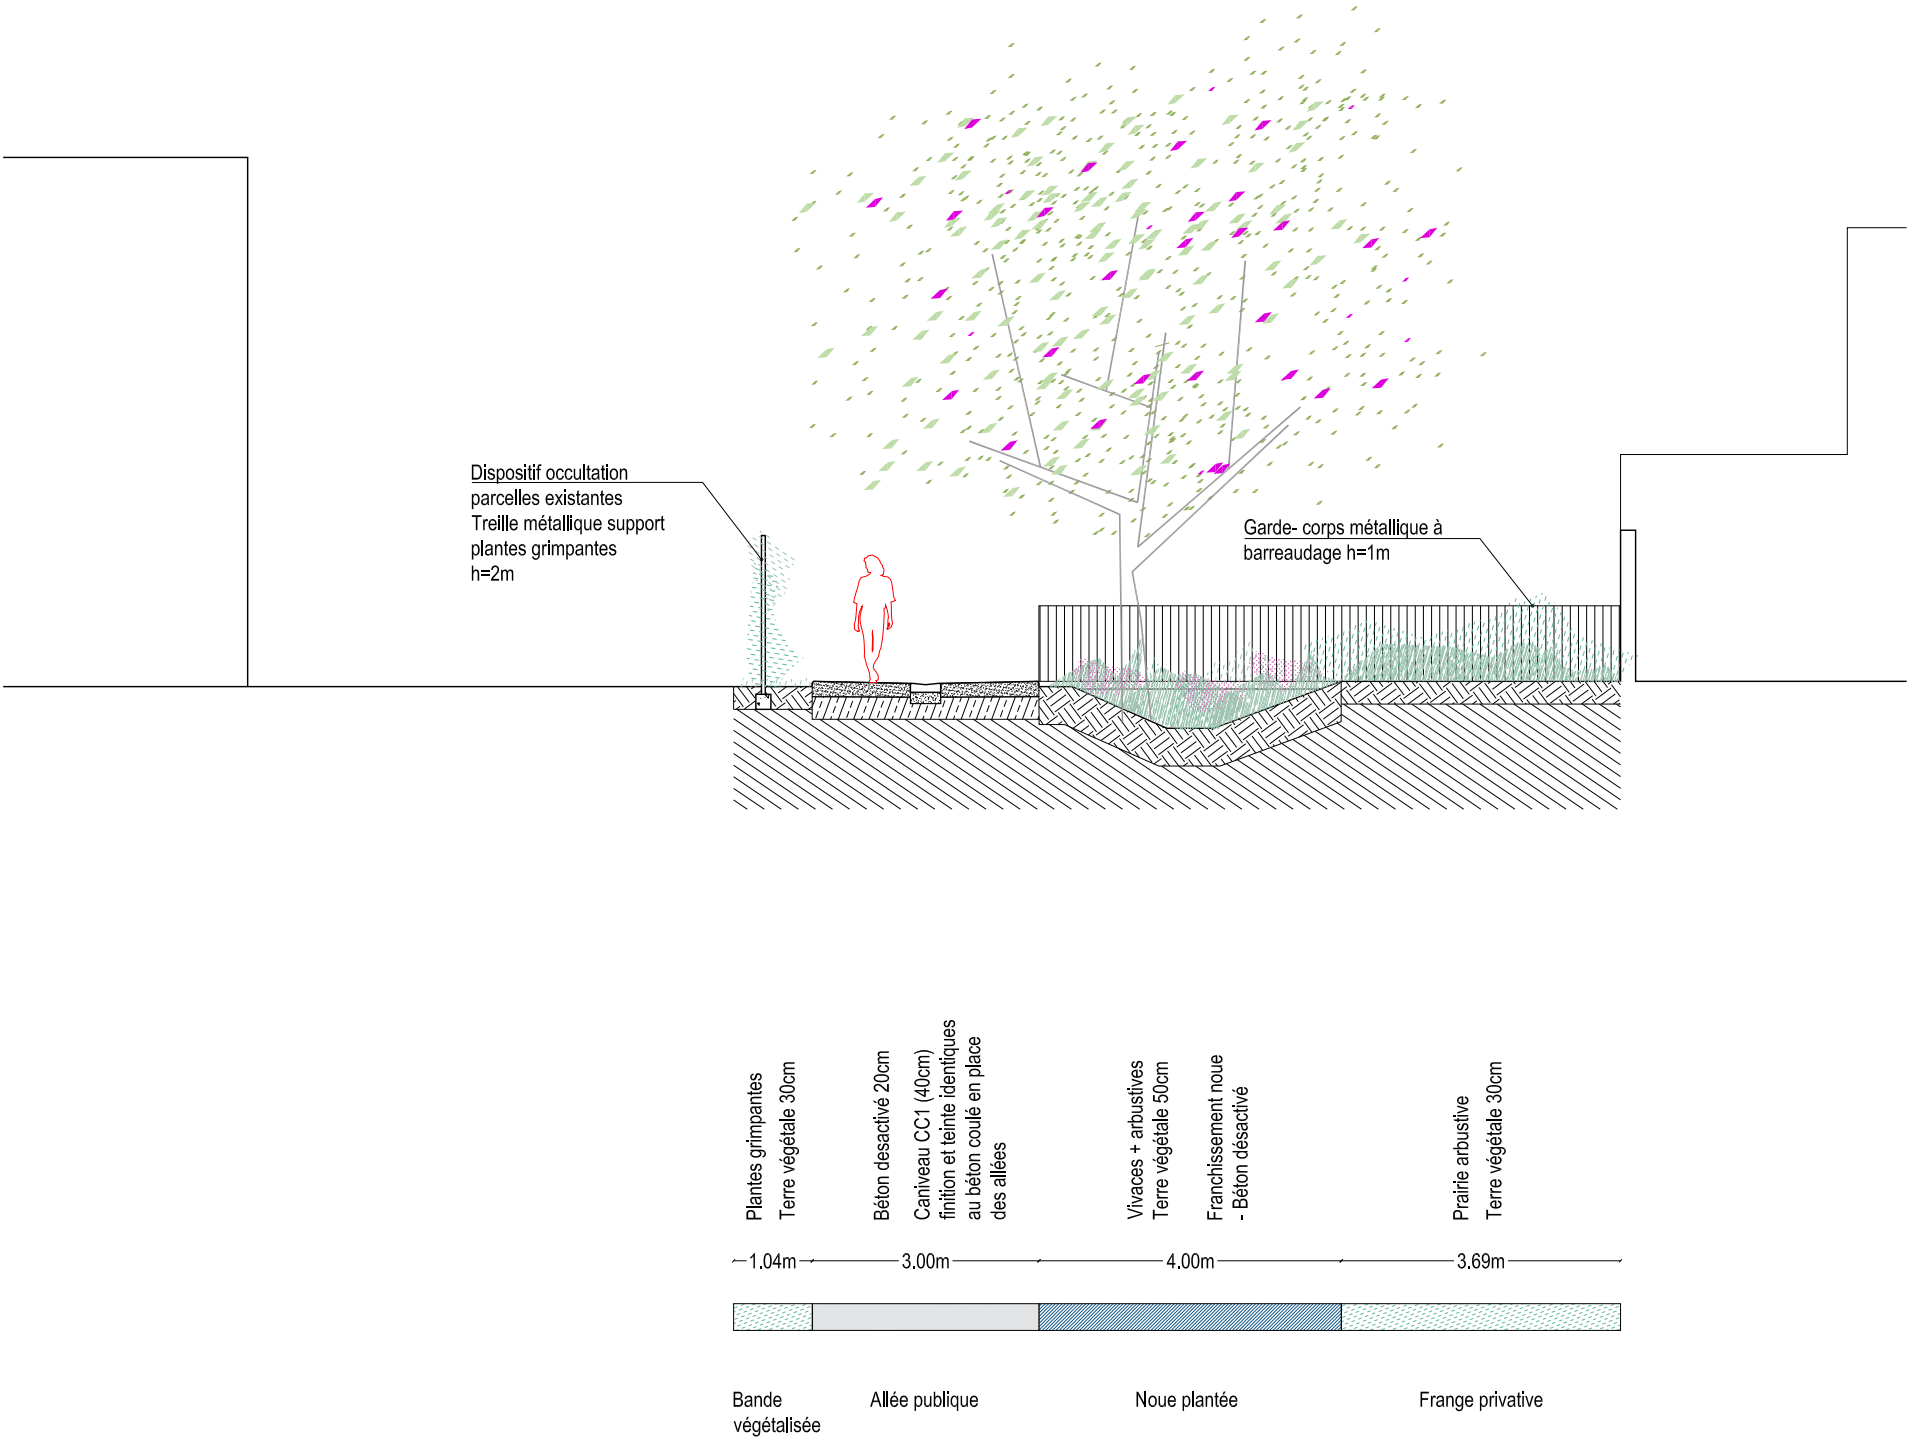 Dispositif occultation
parcelles existantes
Treille métallique support
plantes grimpantes
h=2m
Garde- corps métallique à
barreaudage h=1m
Plantes grimpantes
Terre végétale 30cm
Béton desactivé 20cm
Caniveau CC1 (40cm)
finition et teinte identiques
au béton coulé en place
des allées
Vivaces + arbustives
Terre végétale 50cm
Franchissement noue
- Béton désactivé
Prairie arbustive
Terre végétale 30cm
1.04m
3.00m
4.00m
3.69m
Bande
végétalisée
Allée publique
Noue plantée
Frange privative